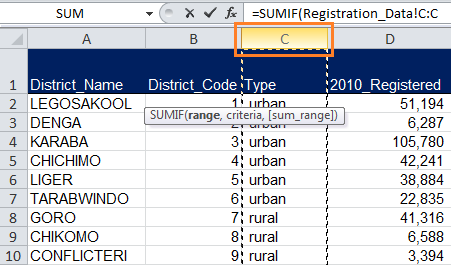 SUM =SUMIF(Registration_Data!C:C
A B C D
1 District_Name District_Code Type 2010_Registered
2 LEGOSAKOOL 1 urban 51,194
SUMIF(range, criteria, [sum_range])
3 DENGA 2 urban 6,287
4 KARABA 3 urban 105,780
5 CHICHIMO 4 urban 42,241
6 LIGER 5 urban 38,884
7 TARABWINDO 6 urban 22,835
8 GORO 7 rural 41,316
9 CHIKOMO 8 rural 6,588
10 CONFLICTERI 9 rural 3,394